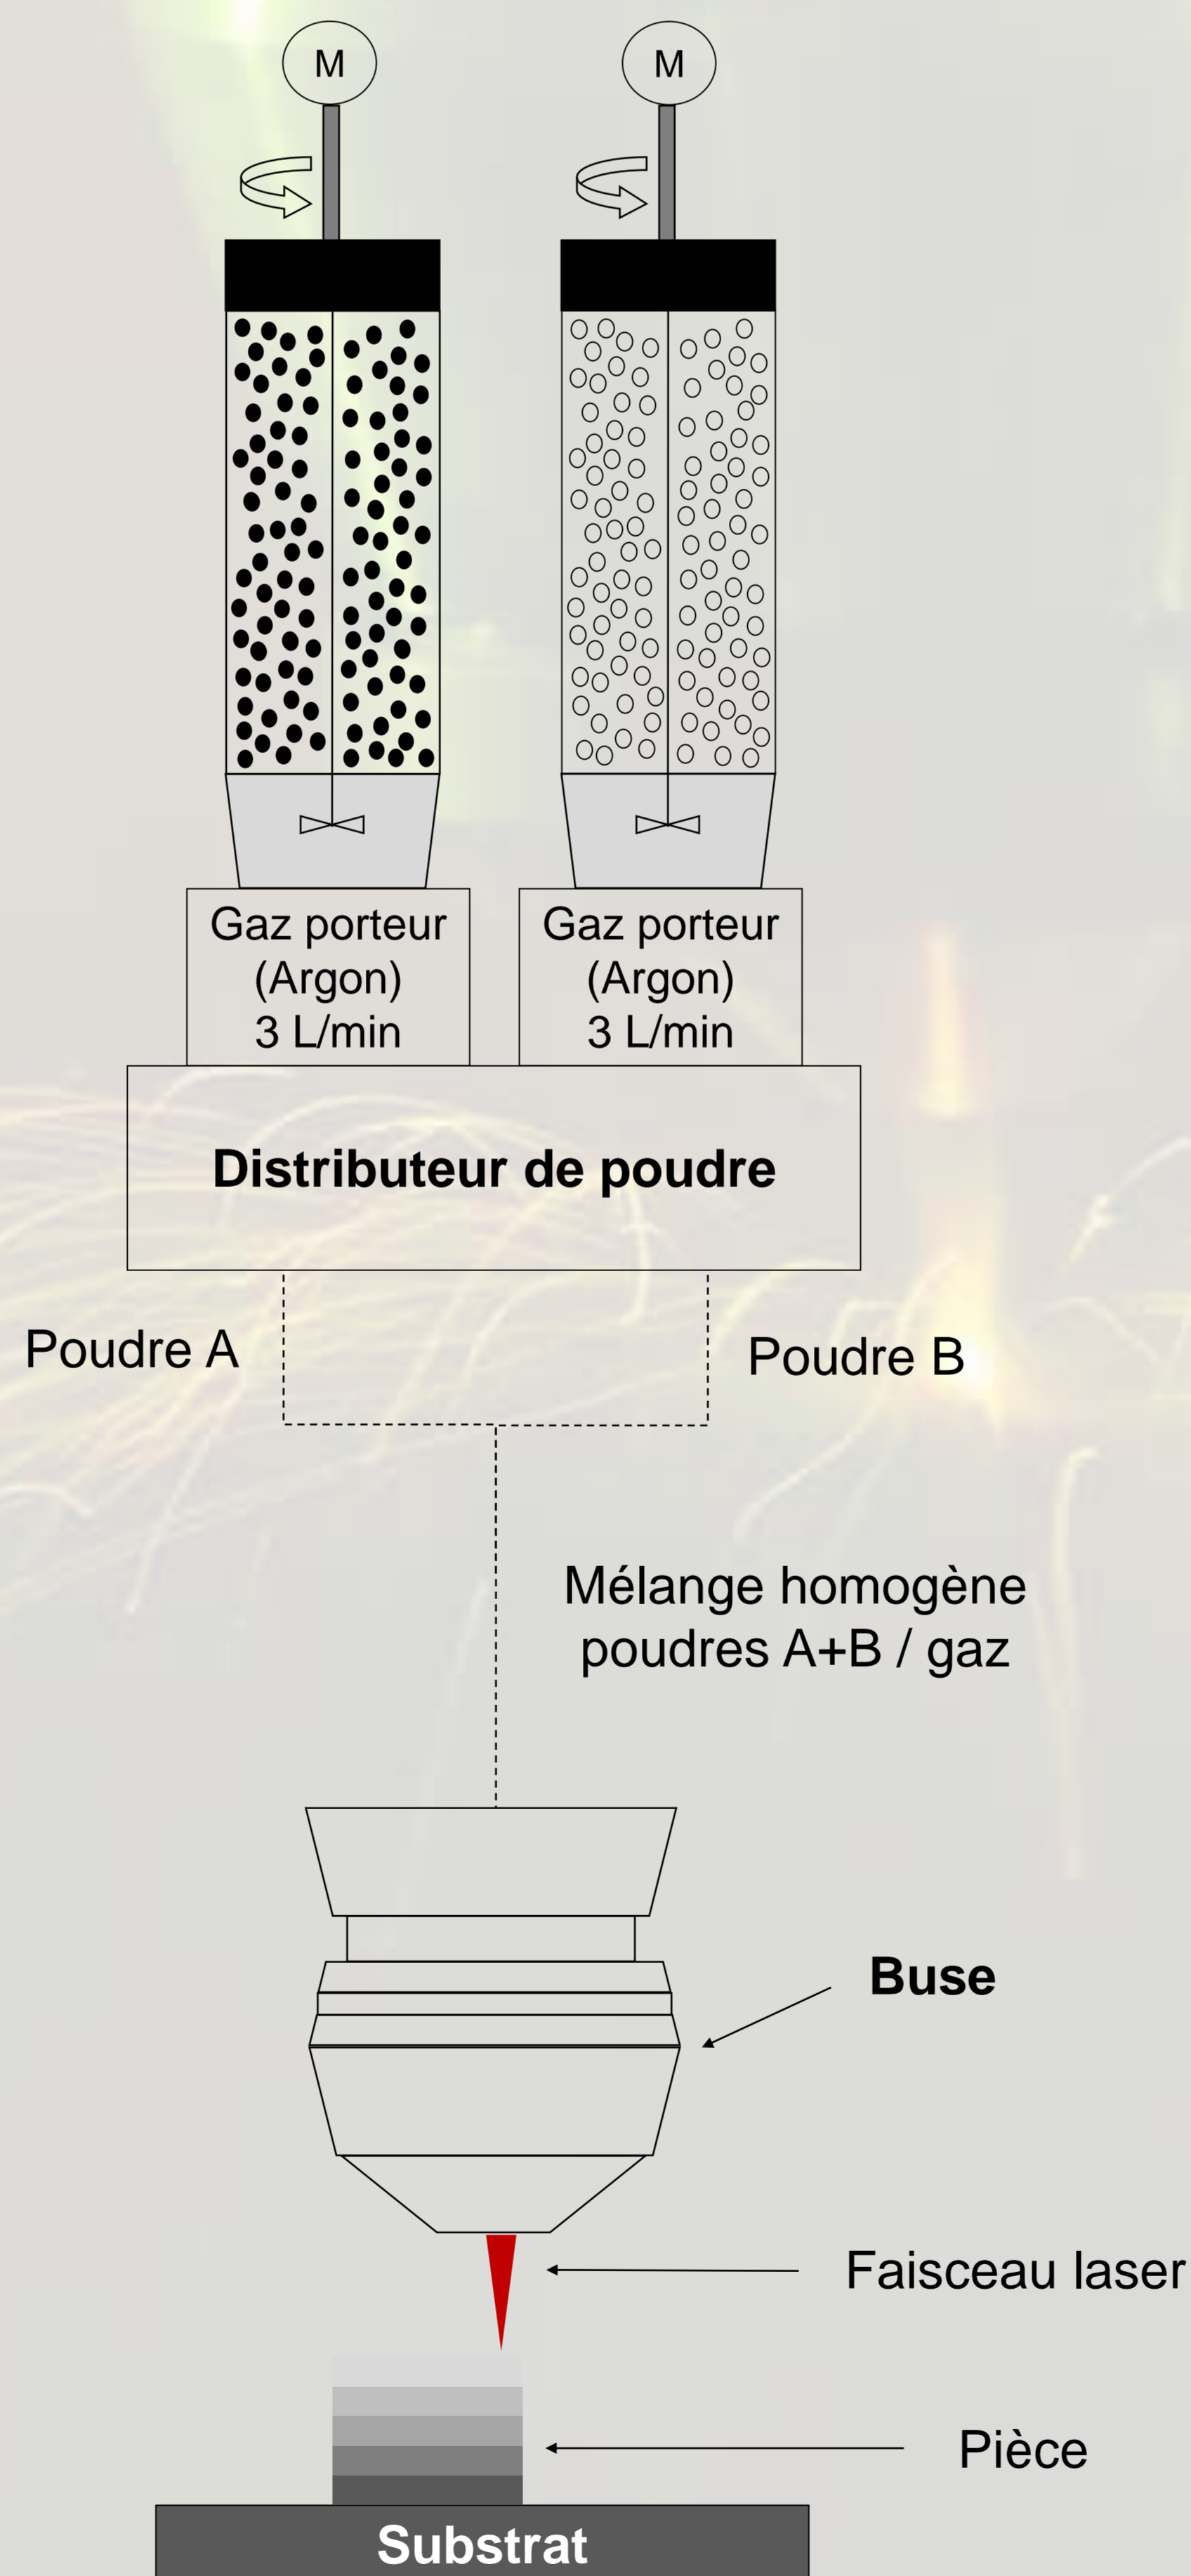 M
M
Gaz porteur
(Argon)
3 L/min
Gaz porteur
(Argon)
3 L/min
Distributeur de poudre
Poudre A
Poudre B
Mélange homogène
poudres A+B / gaz
Buse
Faisceau laser
Pièce
Substrat